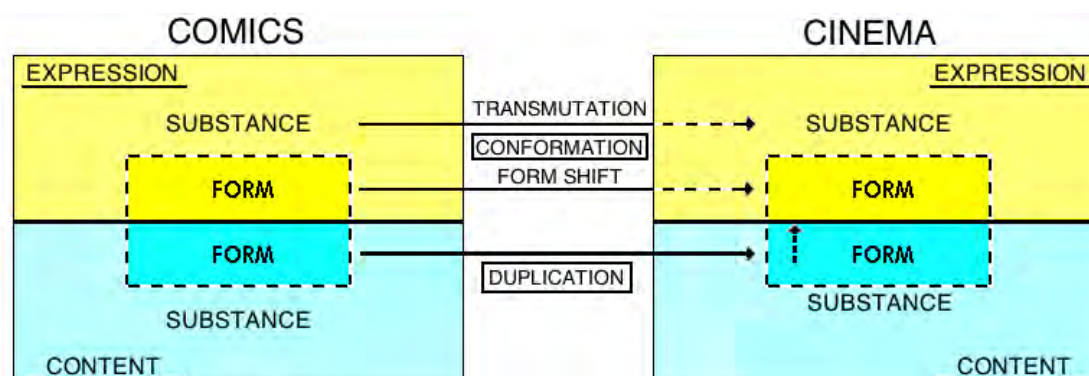 COMICS
CINEMA
EXPRESSION
EXPRESSION
TRANSMUTATION
SUBSTANCE
SUBSTANCE
CONFORMATION
FORM SHIFT
FORM
FORM
FORM
FORM
DUPLICATION
SUBSTANCE
SUBSTANCE
CONTENT
CONTENT